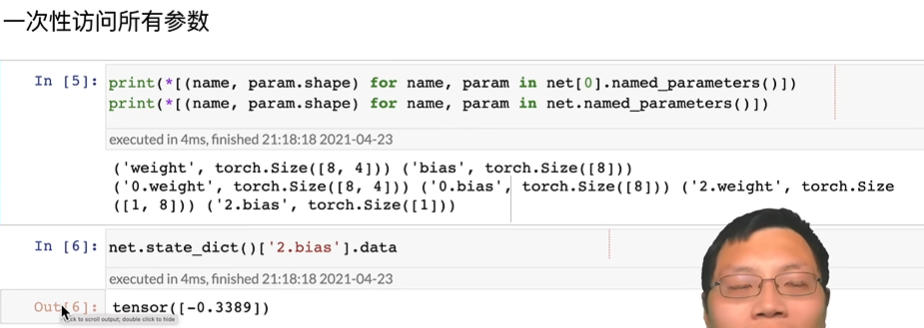 一次性访问所有参数
In [5]: print(*[(name, param.shape) for name, param in net[0].named_parameters()])
print(*[(name, param.shape) for name, param in net.named_parameters()])
executed in 4ms, finished 21:18:18 2021-04-23
('weight', torch.Size([8, 4])) ('bias', torch.Size([8]))
('0.weight', torch.Size([8, 4])) ('0.bias', torch.Size([8])) ('2.weight', torch.Size
([1, 8])) ('2.bias', torch.Size([1]))
In [6]: net.state_dict()['2.bias'].data
executed in 4ms, finished 21:18:18 2021-04-23
Out[6]: tensor([-0.3389])
to scroll output; double click to hide